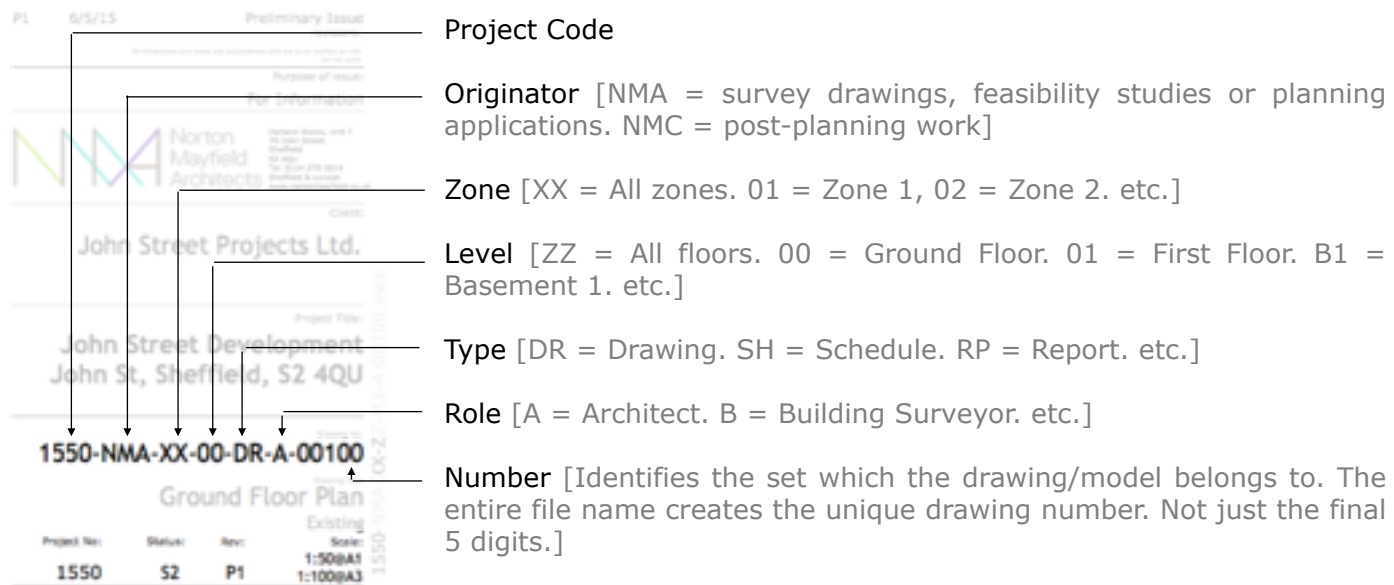 P1 6/5/15 Preliminary Issue
Purpose of Issue:
For Information
Norton
Mayfield
Architects
Client:
John Street Projects Ltd.
Project Title:
John Street Development
John St, Sheffield, S2 4QU
1550-NMA-XX-00-DR-A-00100
Ground Floor Plan
Existing
Project No: Status: Rev: Scale:
1:50@A1
1550 S2 P1 1:100@A3
Project Code
Originator [NMA = survey drawings, feasibility studies or planning
applications. NMC = post-planning work]
Zone [XX = All zones. 01 = Zone 1, 02 = Zone 2. etc.]
Level [ZZ = All floors. 00 = Ground Floor. 01 = First Floor. B1 =
Basement 1. etc.]
Type [DR = Drawing. SH = Schedule. RP = Report. etc.]
Role [A = Architect. B = Building Surveyor. etc.]
Number [Identifies the set which the drawing/model belongs to. The
entire file name creates the unique drawing number. Not just the final
5 digits.]